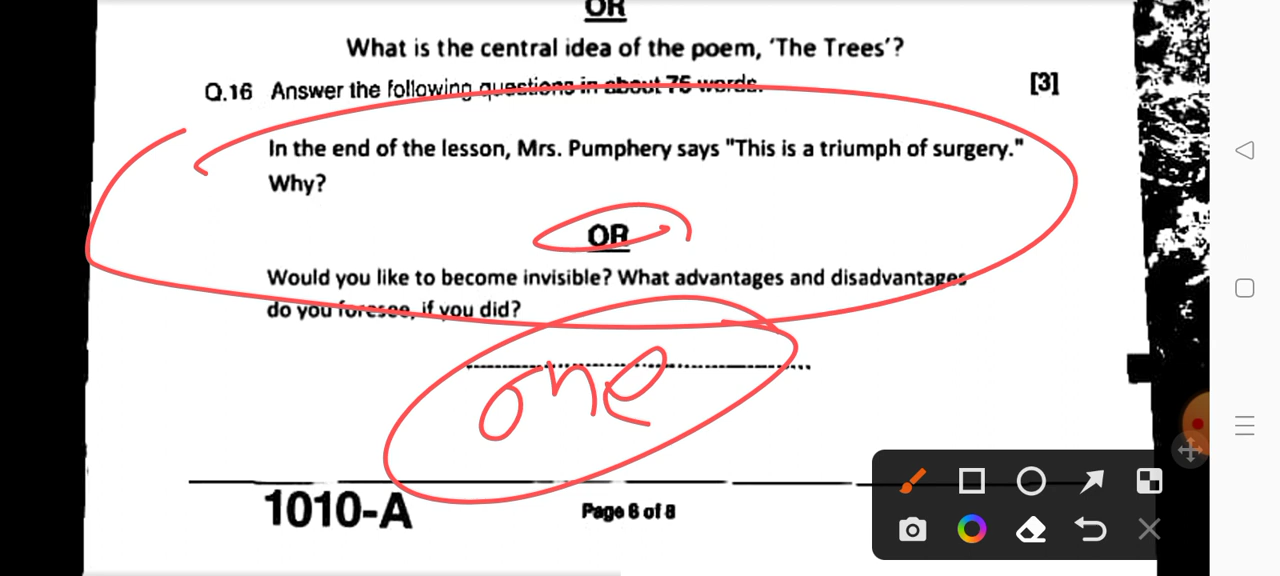 OR
What is the central idea of the poem, ‘The Trees’?
Q.16 Answer the following questions in about 75 words. [3]
In the end of the lesson, Mrs. Pumphery says "This is a triumph of surgery."
Why?
OR
Would you like to become invisible? What advantages and disadvantages
do you foresee, if you did?
one
1010-A Page 6 of 8